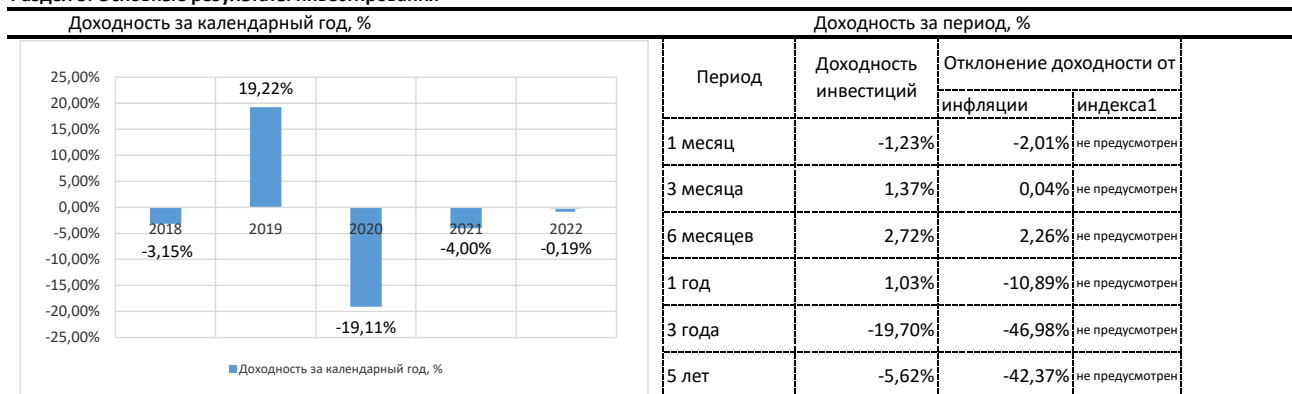 Доходность за календарный год, %
Доходность за период, %
25,00%
20,00%
15,00%
10,00%
5,00%
0,00%
-5,00%
-10,00%
-15,00%
-20,00%
-25,00%
2018
2019
2020
2021
2022
-3,15%
19,22%
-19,11%
-4,00%
-0,19%
Доходность за календарный год, %
Период
Доходность инвестиций
Отклонение доходности от
инфляции
индекса1
1 месяц -1,23% -2,01% не предусмотрен
3 месяца 1,37% 0,04% не предусмотрен
6 месяцев 2,72% 2,26% не предусмотрен
1 год 1,03% -10,89% не предусмотрен
3 года -19,70% -46,98% не предусмотрен
5 лет -5,62% -42,37% не предусмотрен